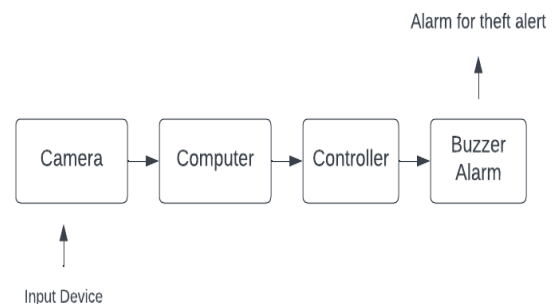 Alarm for theft alert
Camera
Computer
Controller
Buzzer
Alarm
Input Device